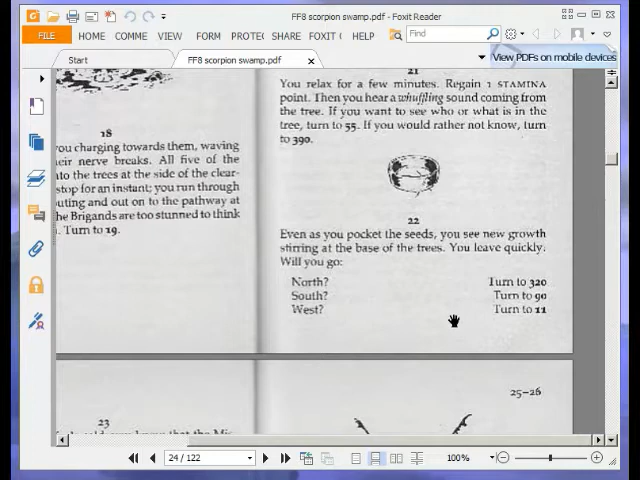 FF8 scorpion swamp.pdf - Foxit Reader
FILE HOME COMME VIEW FORM PROTE SHARE FOXIT C Find
Start FF8 scorpion swamp.pdf View PDFs on mobile devices
18
you charging towards them, waving
eir nerve breaks. All five of the
to the trees at the side of the clear-
stop for an instant; you run through
uting and out on to the pathway at
he Brigands are too stunned to think
. Turn to 19.
21
You relax for a few minutes. Regain 1 STAMINA
point. Then you hear a whuffling sound coming from
the tree. If you want to see who or what is in the
tree, turn to 55. If you would rather not know, turn
to 390.
22
Even as you pocket the seeds, you see new growth
stirring at the base of the trees. You leave quickly.
Will you go:
North? Turn to 320
South? Turn to 90
West? Turn to 11
23
25–26
24 / 122 100%